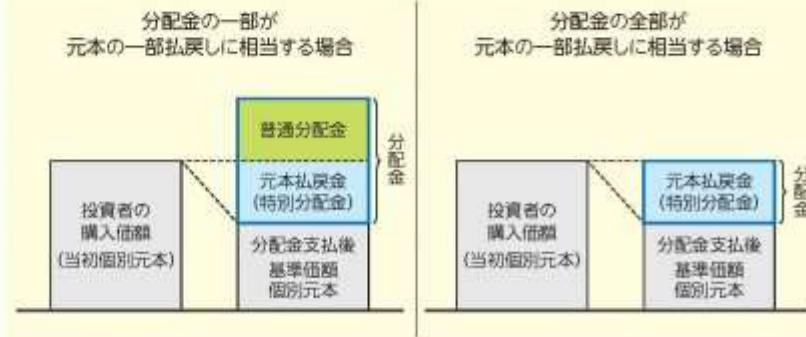 分配金の一部が
元本の一部払戻しに相当する場合
普通分配金
元本払戻金
(特別分配金)
分配金
投資者の
購入価額
(当初個別元本)
分配金支払後
基準価額
個別元本
分配金の全部が
元本の一部払戻しに相当する場合
元本払戻金
(特別分配金)
分配金
投資者の
購入価額
(当初個別元本)
分配金支払後
基準価額
個別元本